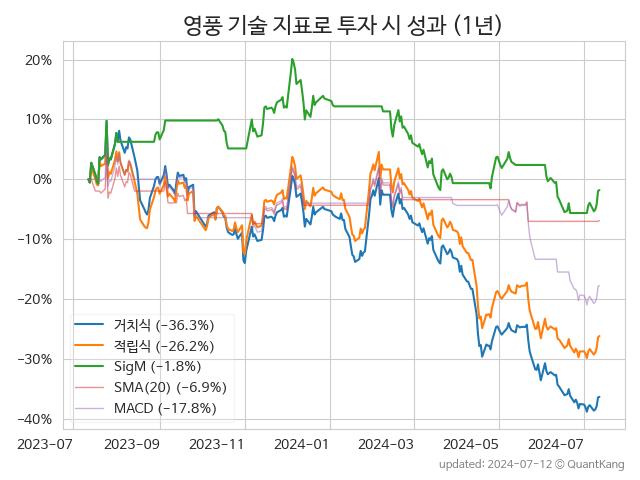 영풍 기술 지표로 투자 시 성과 (1년)
20%
10%
0%
−10%
−20%
−30%
−40%
거치식 (−36.3%)
적립식 (−26.2%)
SigM (−1.8%)
SMA(20) (−6.9%)
MACD (−17.8%)
2023-07
2023-09
2023-11
2024-01
2024-03
2024-05
2024-07
updated: 2024-07-12 © QuantKang